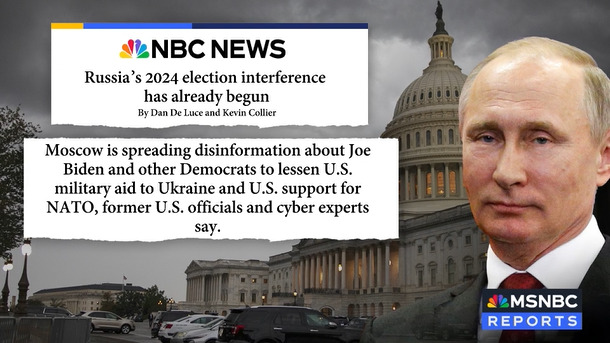 NBC NEWS
Russia's 2024 election interference
has already begun
By Dan De Luce and Kevin Collier
Moscow is spreading disinformation about Joe
Biden and other Democrats to lessen U.S.
military aid to Ukraine and U.S. support for
NATO, former U.S. officials and cyber experts
say.
MSNBC
REPORTS